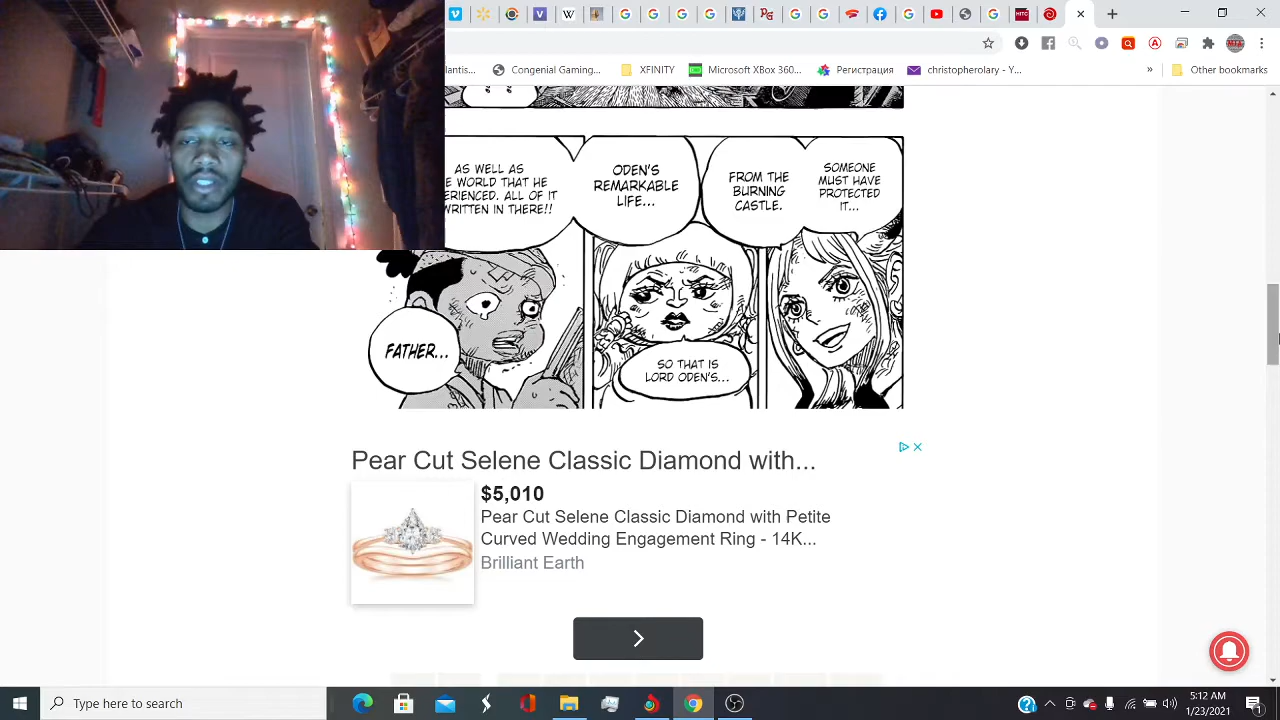 HTC
Congenial Gaming...
XFINITY
Microsoft XBox 360...
Регистрация
christopherolary - Y...
»
Other bookmarks
AS WELL AS
WORLD THAT HE
ALL OF IT
WRITTEN IN THERE!!
ODEN'S
REMARKABLE
LIFE...
FROM THE
BURNING
CASTLE.
SOMEONE
MUST HAVE
PROTECTED
IT...
FATHER...
SO THAT IS
LORD ODEN'S...
Pear Cut Selene Classic Diamond with...
$5,010
Pear Cut Selene Classic Diamond with Petite
Curved Wedding Engagement Ring - 14K...
Brilliant Earth
Type here to search
5:12 AM
1/23/2021